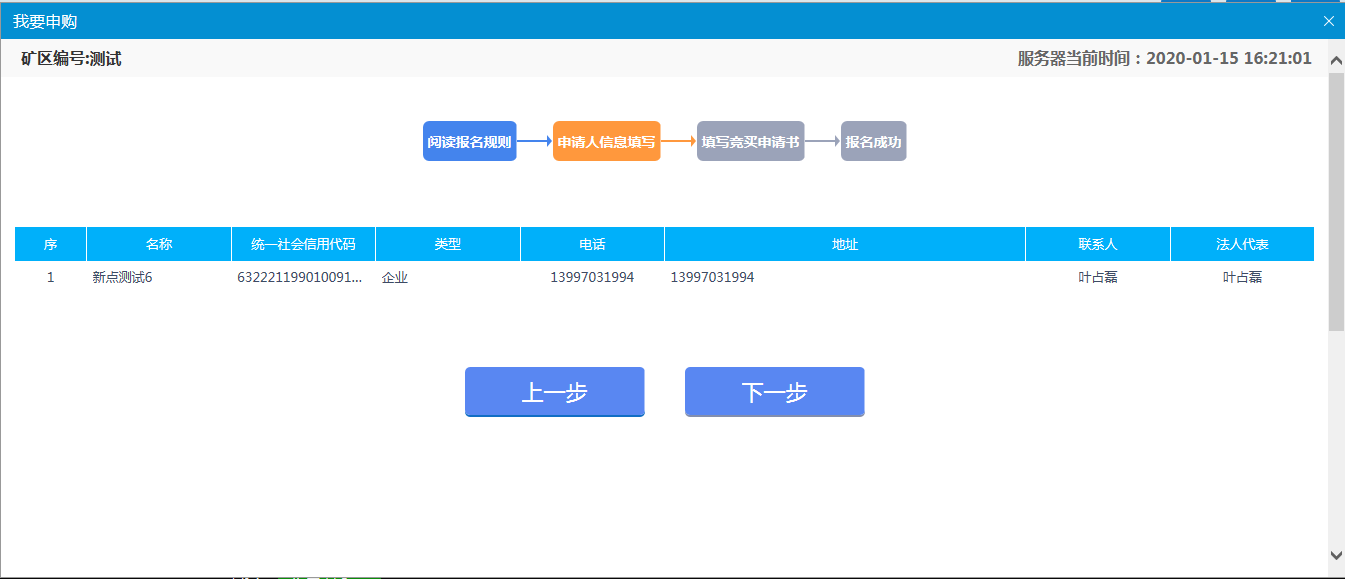 我要申购
矿区编号:测试 服务器当前时间：2020-01-15 16:21:01
阅读报名规则 申请人信息填写 填写竞买申请书 报名成功
序 名称 统一社会信用代码 类型 电话 地址 联系人 法人代表
1 新点测试6 632221199010091... 企业 13997031994 13997031994 叶占磊 叶占磊
上一步 下一步